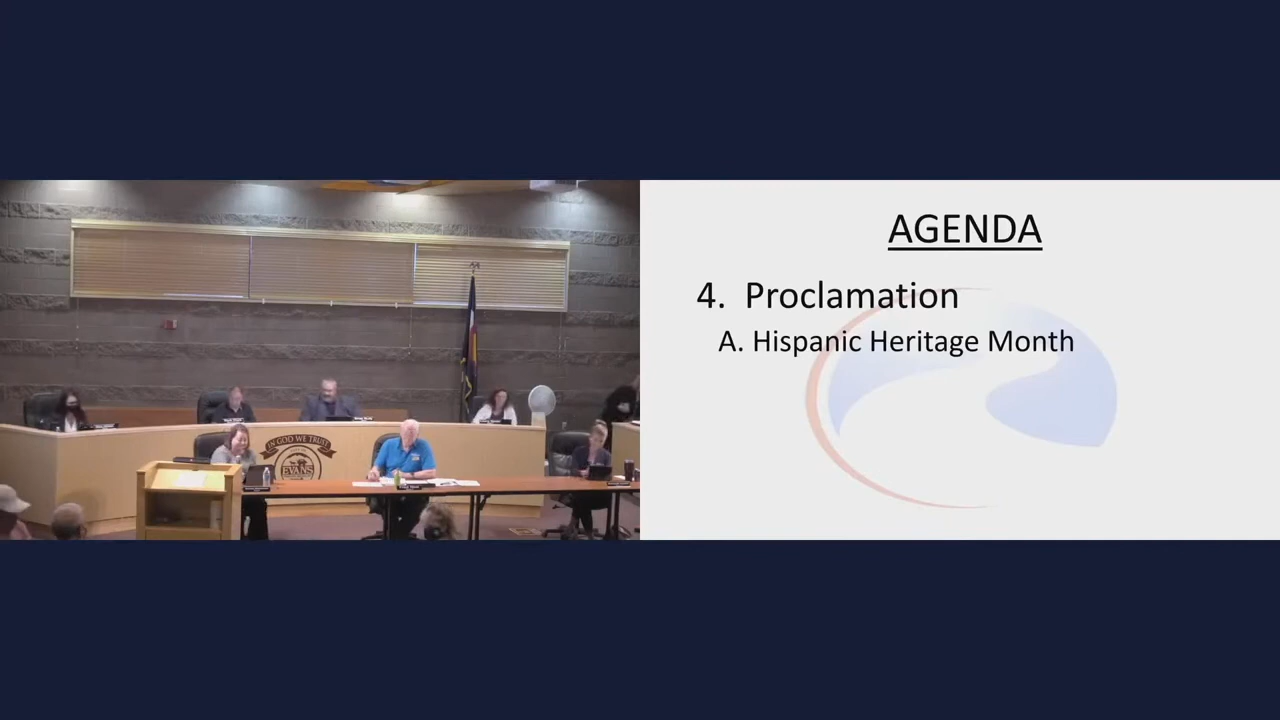 IN GOD WE TRUST
EVANS
AGENDA
4. Proclamation
A. Hispanic Heritage Month